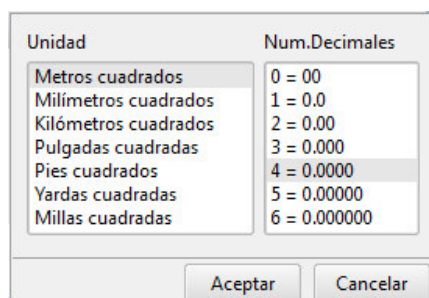 Unidad
Metros cuadrados
Milímetros cuadrados
Kilómetros cuadrados
Pulgadas cuadradas
Pies cuadrados
Yardas cuadradas
Millas cuadradas
Num.Decimales
0 = 00
1 = 0.0
2 = 0.00
3 = 0.000
4 = 0.0000
5 = 0.00000
6 = 0.000000
Aceptar
Cancelar